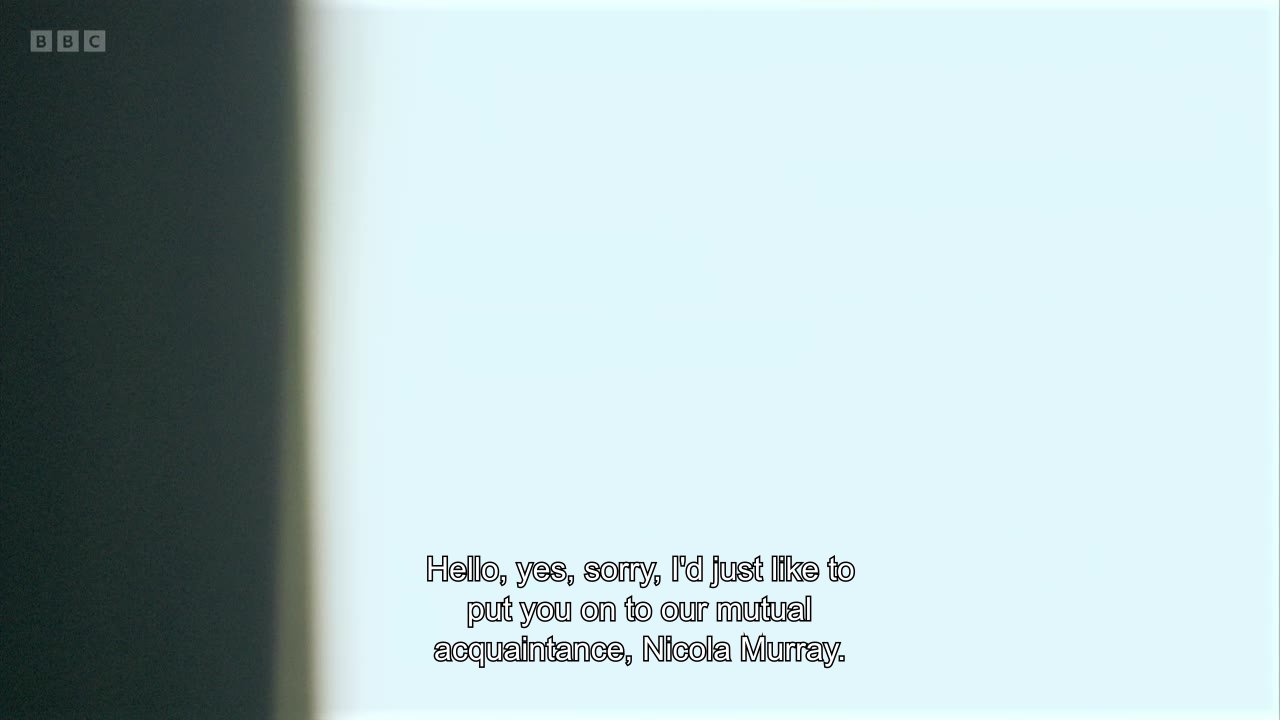 BBC
Hello, yes, sorry, I'd just like to
put you on to our mutual
acquaintance, Nicola Murray.